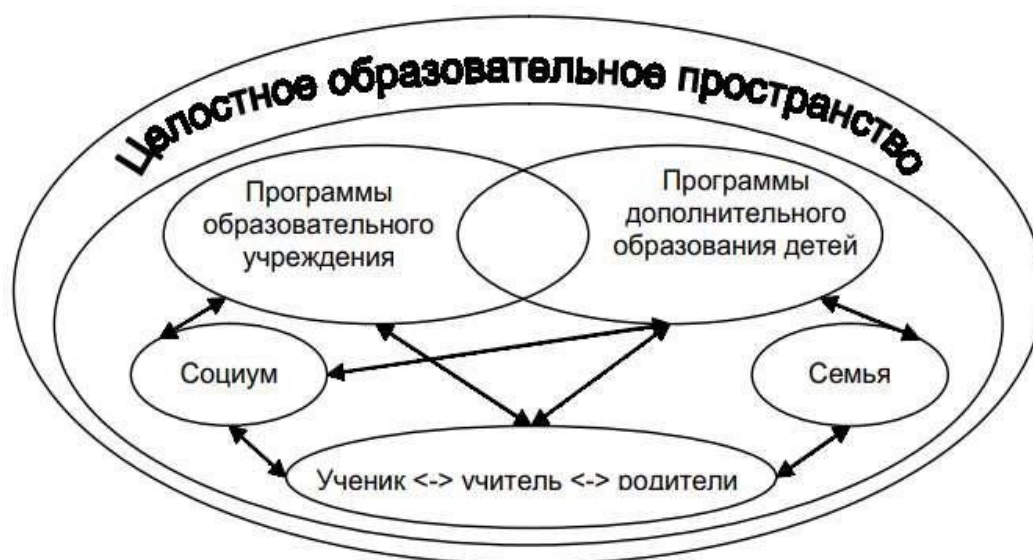 Целостное образовательное пространство
Программы
образовательного
учреждения
Программы
дополнительного
образования детей
Социум
Семья
Ученик <-> учитель <-> родители